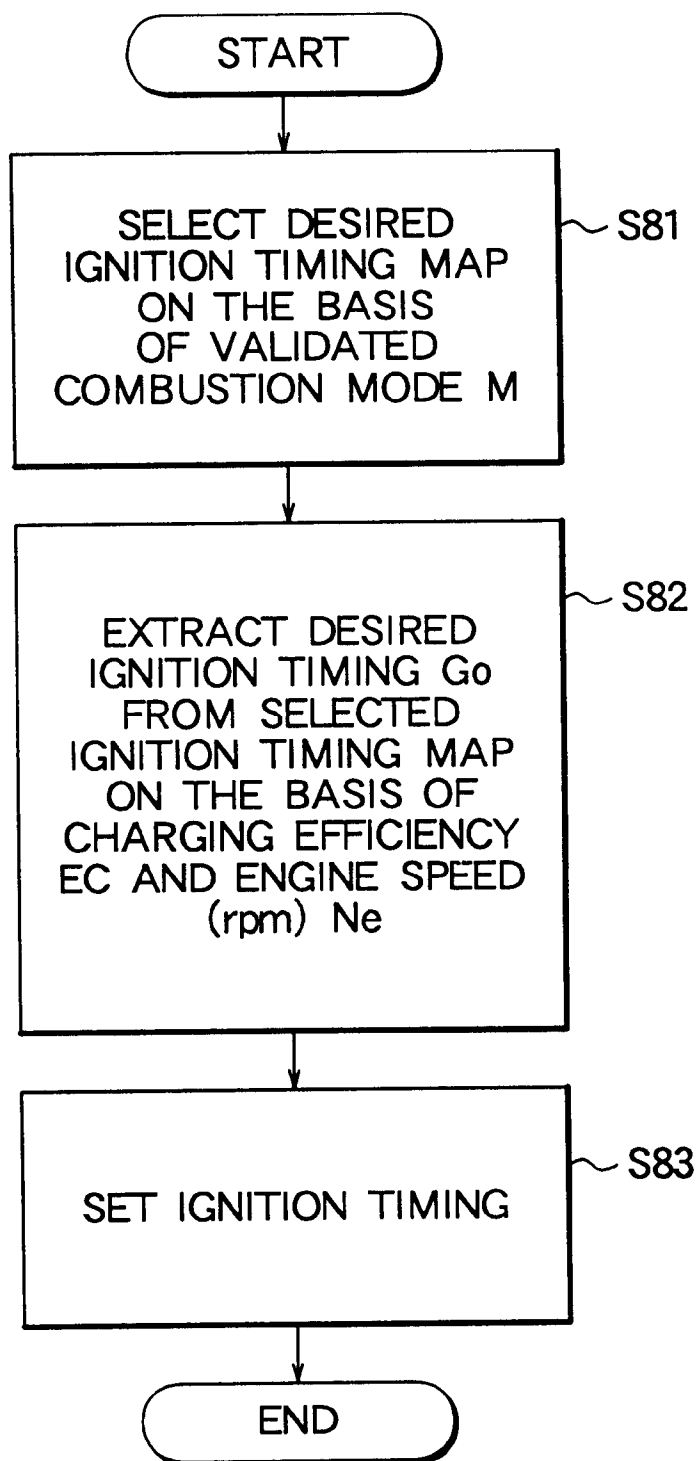 START
SELECT DESIRED
IGNITION TIMING MAP
ON THE BASIS
OF VALIDATED
COMBUSTION MODE M
S81
EXTRACT DESIRED
IGNITION TIMING Go
FROM SELECTED
IGNITION TIMING MAP
ON THE BASIS OF
CHARGING EFFICIENCY
EC AND ENGINE SPEED
(rpm) Ne
S82
SET IGNITION TIMING
S83
END